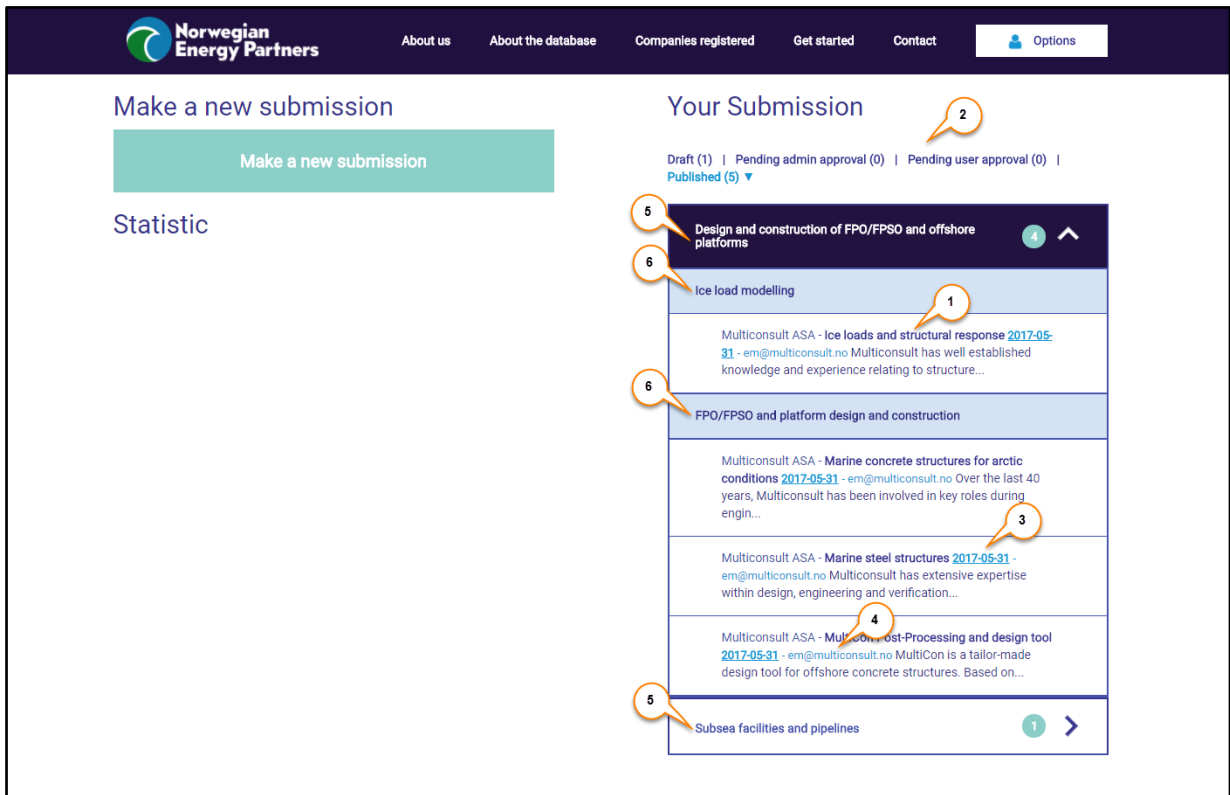 Norwegian
Energy Partners
About us
About the database
Companies registered
Get started
Contact
Options
Make a new submission
Make a new submission
Statistic
Your Submission
2
Draft (1) | Pending admin approval (0) | Pending user approval (0) |
Published (5) ▼
5
Design and construction of FPO/FPSO and offshore
platforms
4
6
Ice load modelling
1
Multiconsult ASA - Ice loads and structural response 2017-05-
31 - em@multiconsult.no Multiconsult has well established
knowledge and experience relating to structure...
6
FPO/FPSO and platform design and construction
Multiconsult ASA - Marine concrete structures for arctic
conditions 2017-05-31 - em@multiconsult.no Over the last 40
years, Multiconsult has been involved in key roles during
engin...
3
Multiconsult ASA - Marine steel structures 2017-05-31 -
em@multiconsult.no Multiconsult has extensive expertise
within design, engineering and verification...
4
Multiconsult ASA - MultiCon Post-Processing and design tool
2017-05-31 - em@multiconsult.no MultiCon is a tailor-made
design tool for offshore concrete structures. Based on...
5
Subsea facilities and pipelines
1